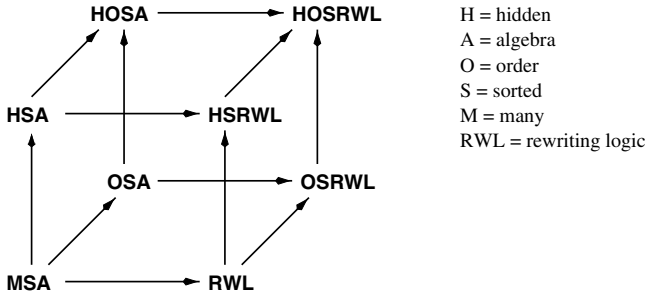 HOSA HOSRWL
HSA HSRWL
OSA OSRWL
MSA RWL
H = hidden
A = algebra
O = order
S = sorted
M = many
RWL = rewriting logic